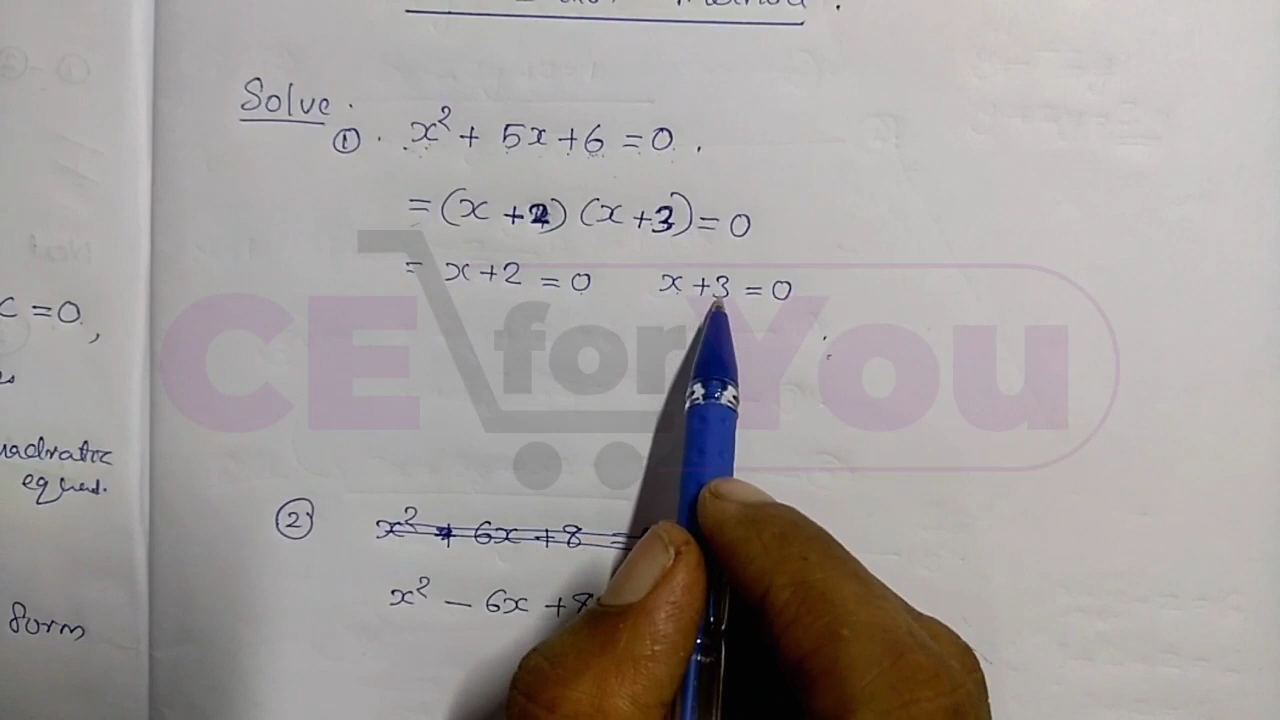 Method.
Solve.
①. x² + 5x + 6 = 0.
= (x + 2) (x + 3) = 0
= x + 2 = 0 x + 3 = 0
CE for You
c = 0,
equat.
② x² + 6x + 8 =
x² - 6x + 8
form